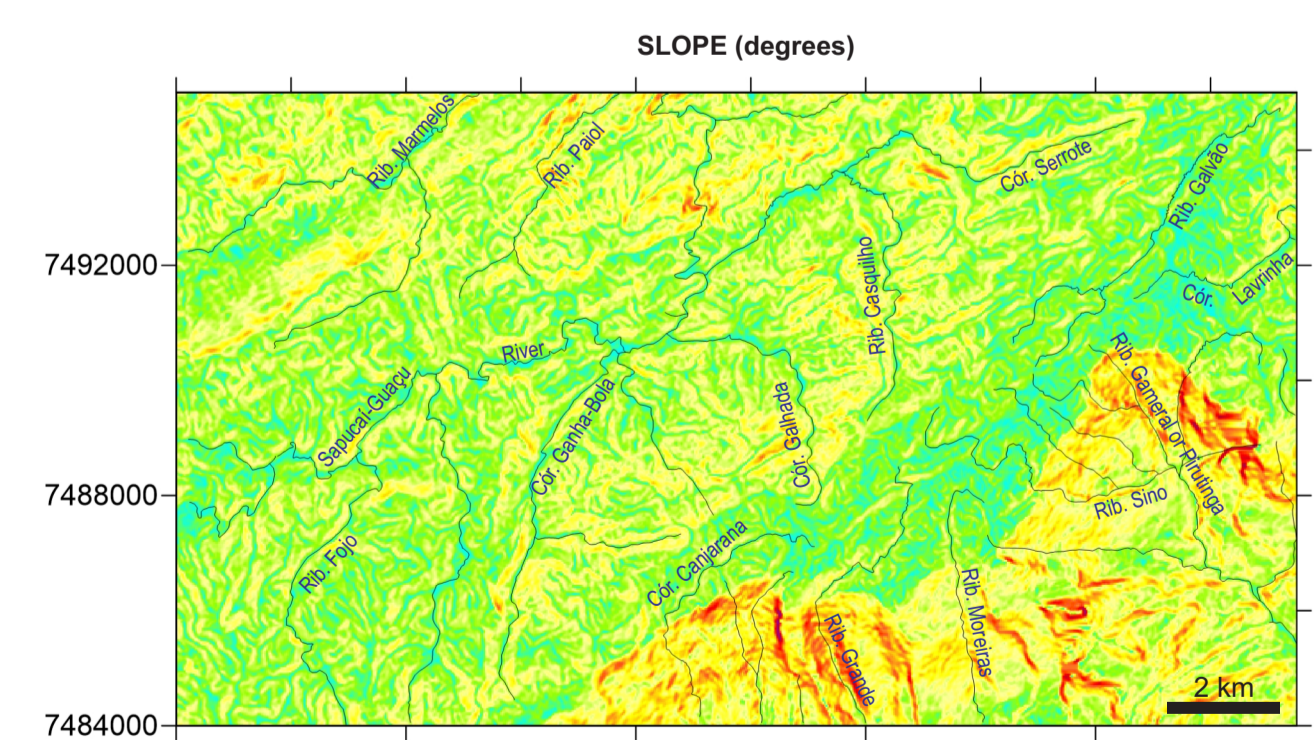 SLOPE (degrees)
Rib. Marmelos
Rib. Paiol
Cór. Serrote
Rib. Galvão
7492000
Rib. Casquilho
Cór. Lavrinha
River
Sapucaí-Guaçu
Cór. Ganha-Bola
Cór. Galhada
Rib. Gameral or Pirutinga
7488000
Rib. Sino
Rib. Fojo
Cór. Canjarana
Rib. Moreiras
Rib. Grande
2 km
7484000